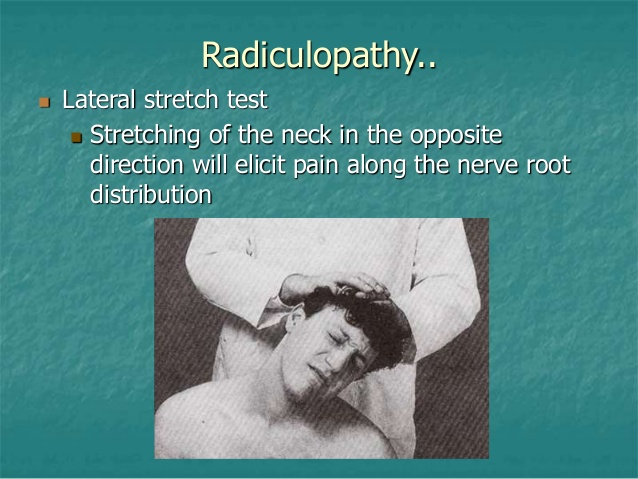 Radiculopathy..
Lateral stretch test
Stretching of the neck in the opposite
direction will elicit pain along the nerve root
distribution